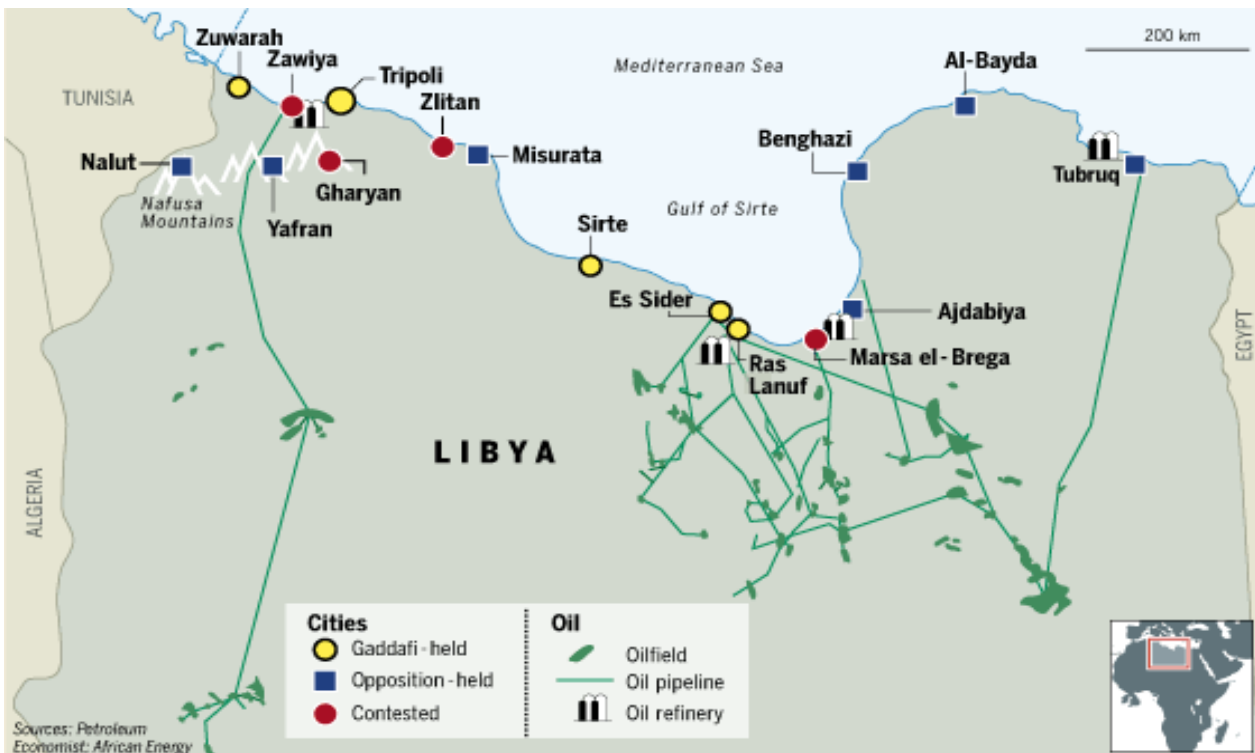 200 km
Zuwarah
Zawiya
Tripoli
Mediterranean Sea
Al-Bayda
TUNISIA
Zlitan
Misurata
Benghazi
Tubruq
Nalut
Gharyan
Nafusa
Mountains
Yafran
Gulf of Sirte
Sirte
Es Sider
Ajdabiya
EGYPT
Ras
Lanuf
Marsa el-Brega
LIBYA
ALGERIA
Cities
Gaddafi-held
Opposition-held
Contested
Oil
Oilfield
Oil pipeline
Oil refinery
Sources: Petroleum
Economist: African Energy